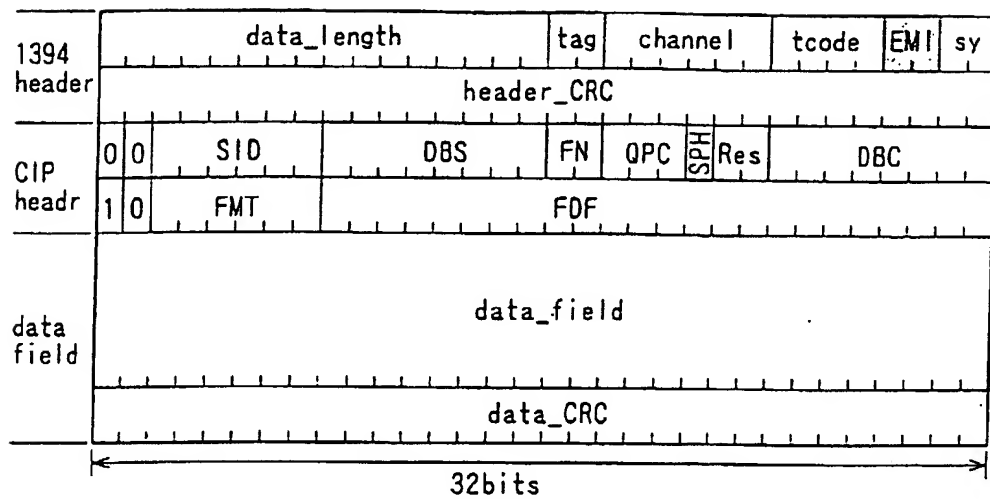 1394 header
data_length tag channel tcode EMI sy
header_CRC
CIP headr
0 0 SID DBS FN QPC SPH Res DBC
1 0 FMT FDF
data field
data_field
data_CRC
32bits